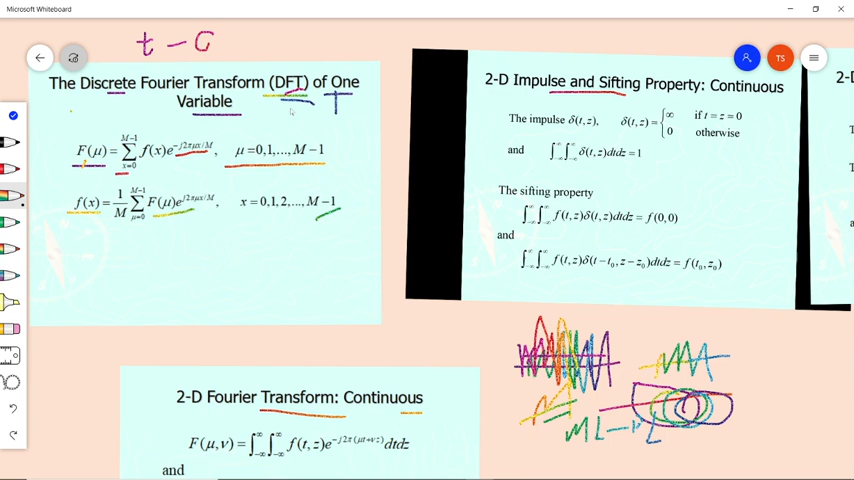 Microsoft Whiteboard
t - C
TS
The Discrete Fourier Transform (DFT) of One
Variable
F(μ) = ∑_{x=0}^{M-1} f(x)e^{-j2πμx/M}, μ=0,1,..., M-1
f(x) = 1/M ∑_{μ=0}^{M-1} F(μ)e^{j2πμx/M}, x = 0,1,2,..., M-1
2-D Impulse and Sifting Property: Continuous
The impulse δ(t,z), δ(t,z) = { ∞ if t = z = 0
0 otherwise
and ∫_{-∞}^{∞} ∫_{-∞}^{∞} δ(t,z)dtdz = 1
The sifting property
∫_{-∞}^{∞} ∫_{-∞}^{∞} f(t,z)δ(t,z)dtdz = f(0,0)
and
∫_{-∞}^{∞} ∫_{-∞}^{∞} f(t,z)δ(t-t₀,z-z₀)dtdz = f(t₀,z₀)
2-D Fourier Transform: Continuous
F(μ,ν) = ∫_{-∞}^{∞} ∫_{-∞}^{∞} f(t,z)e^{-j2π(μt+νz)}dtdz
and